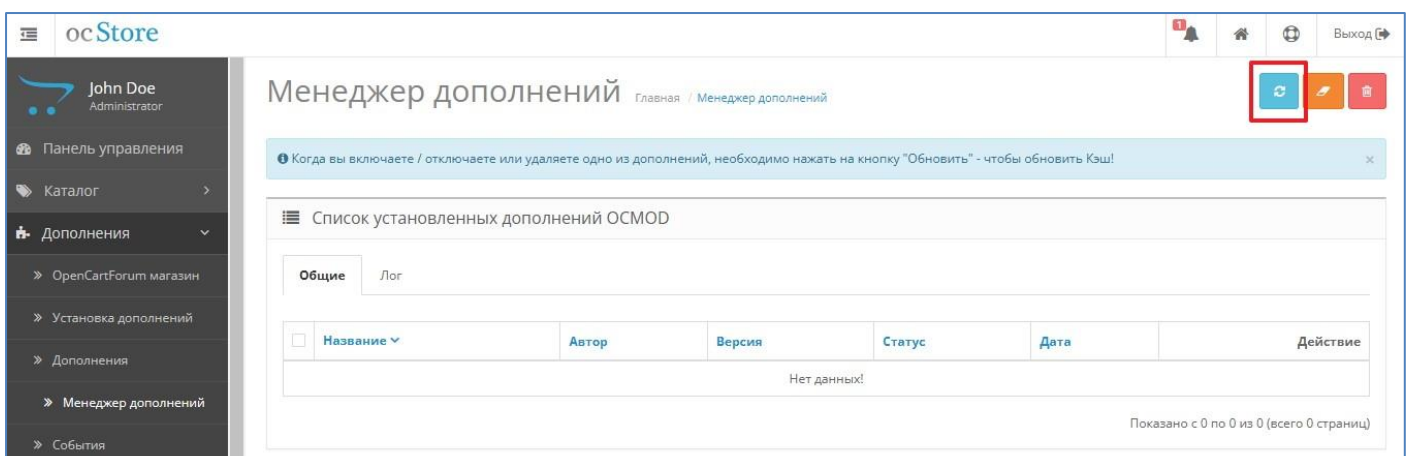 ocStore
1
Выход
John Doe
Administrator
Менеджер дополнений Главная / Менеджер дополнений
Панель управления
Когда вы включаете / отключаете или удаляете одно из дополнений, необходимо нажать на кнопку "Обновить" - чтобы обновить Кэш! ×
Каталог
Список установленных дополнений OCMOD
Дополнения
Общие Лог
OpenCartForum магазин
Установка дополнений
Название Автор Версия Статус Дата Действие
Дополнения
Нет данных!
Менеджер дополнений
Показано с 0 по 0 из 0 (всего 0 страниц)
События